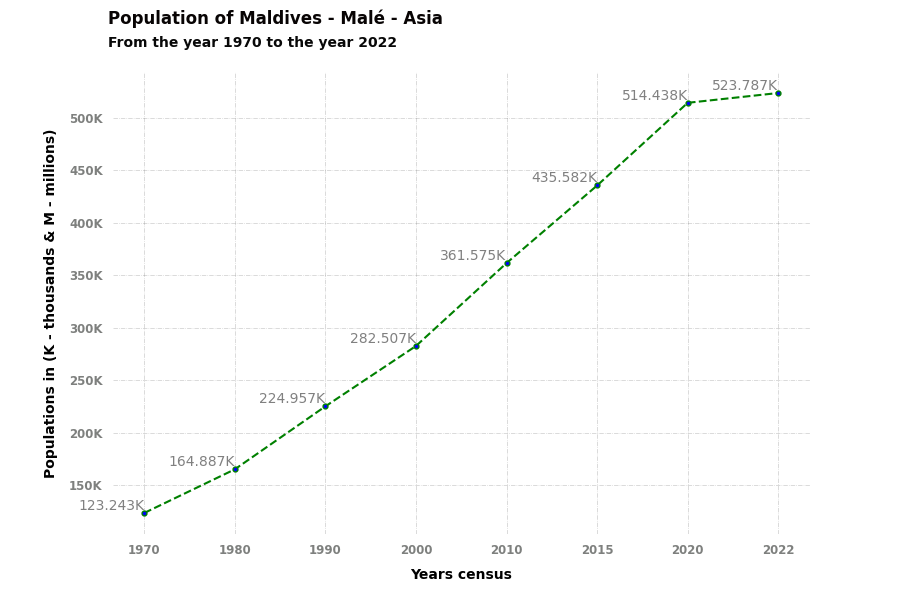 Population of Maldives - Malé - Asia
From the year 1970 to the year 2022
Populations in (K - thousands & M - millions)
500K
450K
400K
350K
300K
250K
200K
150K
123.243K
164.887K
224.957K
282.507K
361.575K
435.582K
514.438K
523.787K
1970 1980 1990 2000 2010 2015 2020 2022
Years census